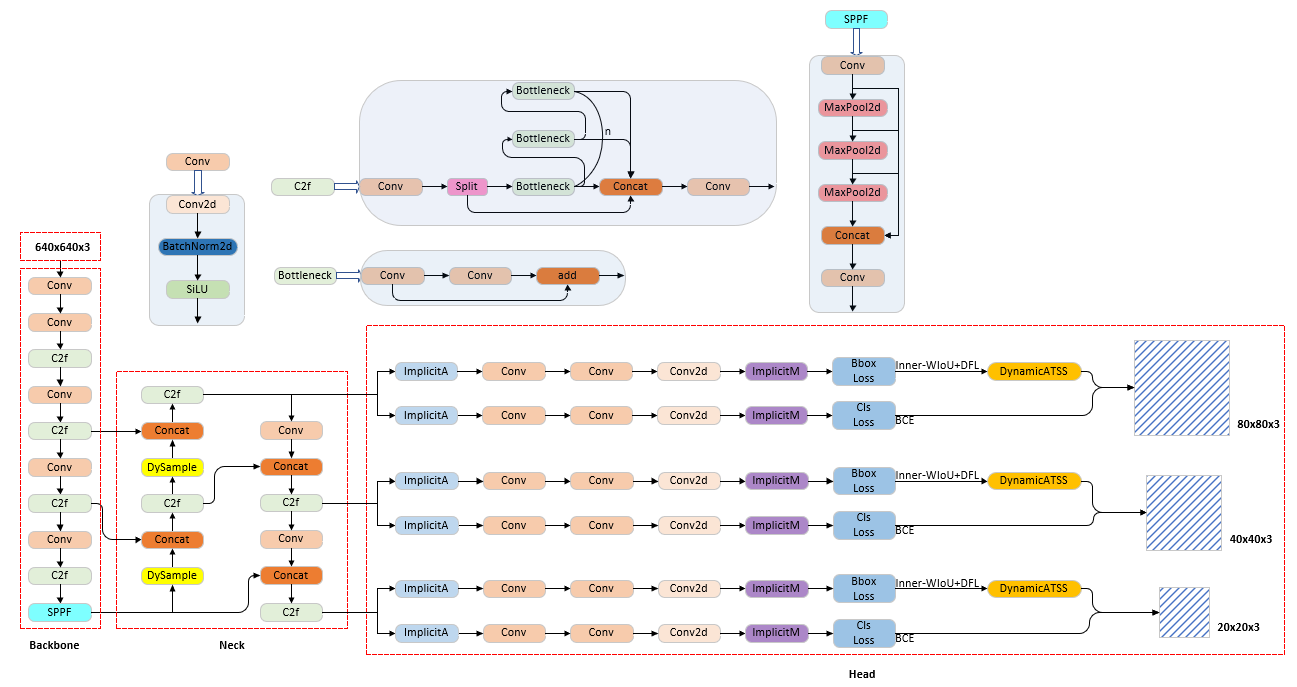 SPPF
Conv
MaxPool2d
MaxPool2d
MaxPool2d
Concat
Conv
Bottleneck
Bottleneck
n
C2f
Conv
Split
Bottleneck
Concat
Conv
Conv
Conv2d
BatchNorm2d
SiLU
Bottleneck
Conv
Conv
add
640x640x3
Conv
Conv
C2f
Conv
C2f
Conv
C2f
Conv
C2f
SPPF
Backbone
C2f
Concat
DySample
C2f
Concat
DySample
Conv
Concat
C2f
Conv
Concat
C2f
Neck
ImplicitA
Conv
Conv
Conv2d
ImplicitM
Bbox
Loss
Inner-WIoU+DFL
DynamicATSS
ImplicitA
Conv
Conv
Conv2d
ImplicitM
Cls
Loss
BCE
80x80x3
ImplicitA
Conv
Conv
Conv2d
ImplicitM
Bbox
Loss
Inner-WIoU+DFL
DynamicATSS
ImplicitA
Conv
Conv
Conv2d
ImplicitM
Cls
Loss
BCE
40x40x3
ImplicitA
Conv
Conv
Conv2d
ImplicitM
Bbox
Loss
Inner-WIoU+DFL
DynamicATSS
ImplicitA
Conv
Conv
Conv2d
ImplicitM
Cls
Loss
BCE
20x20x3
Head